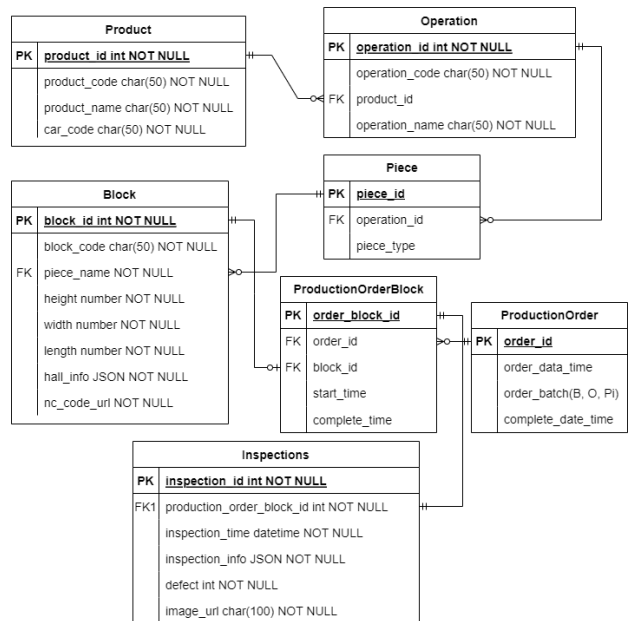 Product
PK product_id int NOT NULL
product_code char(50) NOT NULL
product_name char(50) NOT NULL
car_code char(50) NOT NULL
Operation
PK operation_id int NOT NULL
operation_code char(50) NOT NULL
FK product_id
operation_name char(50) NOT NULL
Piece
PK piece_id
FK operation_id
piece_type
Block
PK block_id int NOT NULL
block_code char(50) NOT NULL
FK piece_name NOT NULL
height number NOT NULL
width number NOT NULL
length number NOT NULL
hall_info JSON NOT NULL
nc_code_url NOT NULL
ProductionOrderBlock
PK order_block_id
FK order_id
FK block_id
start_time
complete_time
ProductionOrder
PK order_id
order_data_time
order_batch(B, O, Pi)
complete_date_time
Inspections
PK inspection_id int NOT NULL
FK1 production_order_block_id int NOT NULL
inspection_time datetime NOT NULL
inspection_info JSON NOT NULL
defect int NOT NULL
image_url char(100) NOT NULL